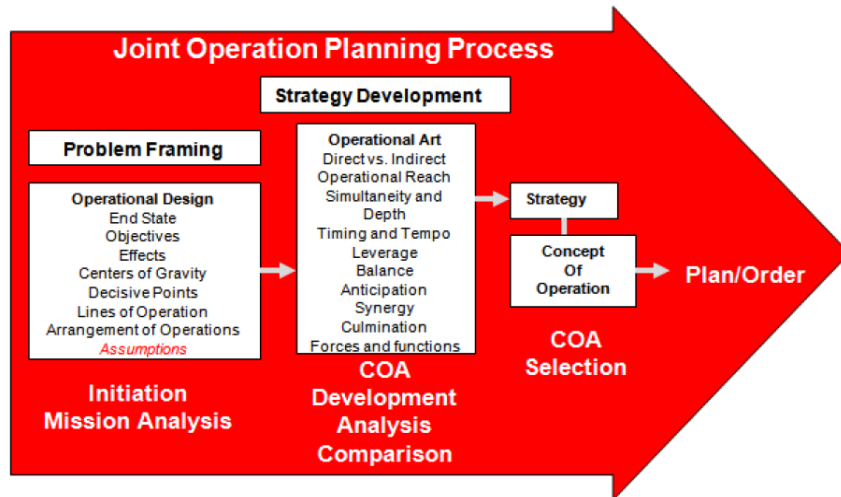 Joint Operation Planning Process
Strategy Development
Problem Framing
Operational Design
End State
Objectives
Effects
Centers of Gravity
Decisive Points
Lines of Operation
Arrangement of Operations
Assumptions
Initiation
Mission Analysis
Operational Art
Direct vs. Indirect
Operational Reach
Simultaneity and
Depth
Timing and Tempo
Leverage
Balance
Anticipation
Synergy
Culmination
Forces and functions
COA
Development
Analysis
Comparison
Strategy
Concept
Of
Operation
COA
Selection
Plan/Order